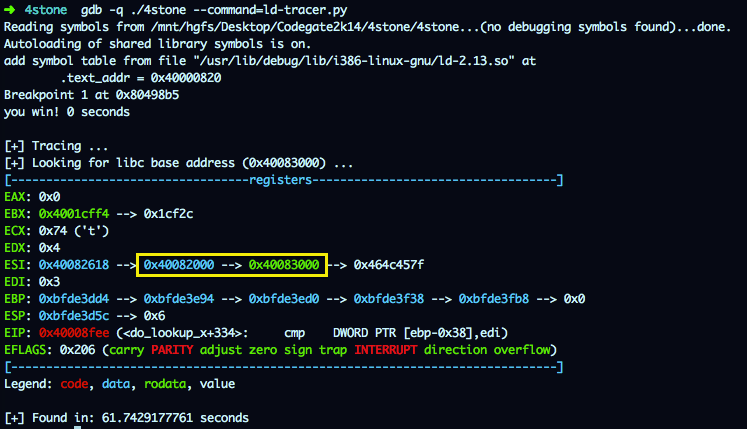 ➜  4stone  gdb -q ./4stone --command=ld-tracer.py
Reading symbols from /mnt/hgfs/Desktop/Codegate2k14/4stone/4stone...(no debugging symbols found)...done.
Autoloading of shared library symbols is on.
add symbol table from file "/usr/lib/debug/lib/i386-linux-gnu/ld-2.13.so" at
        .text_addr = 0x40000820
Breakpoint 1 at 0x80498b5
you win! 0 seconds
[+] Tracing ...
[+] Looking for libc base address (0x40083000) ...
[----------------------------------registers-----------------------------------]
EAX: 0x0
EBX: 0x4001cff4 --> 0x1cf2c
ECX: 0x74 ('t')
EDX: 0x4
ESI: 0x40082618 --> 0x40082000 --> 0x40083000 --> 0x464c457f
EDI: 0x3
EBP: 0xbfde3dd4 --> 0xbfde3e94 --> 0xbfde3ed0 --> 0xbfde3f38 --> 0xbfde3fb8 --> 0x0
ESP: 0xbfde3d5c --> 0x6
EIP: 0x40008fee (<do_lookup_x+334>:     cmp    DWORD PTR [ebp-0x38],edi)
EFLAGS: 0x206 (carry PARITY adjust zero sign trap INTERRUPT direction overflow)
[------------------------------------------------------------------------------]
Legend: code, data, rodata, value
[+] Found in: 61.7429177761 seconds